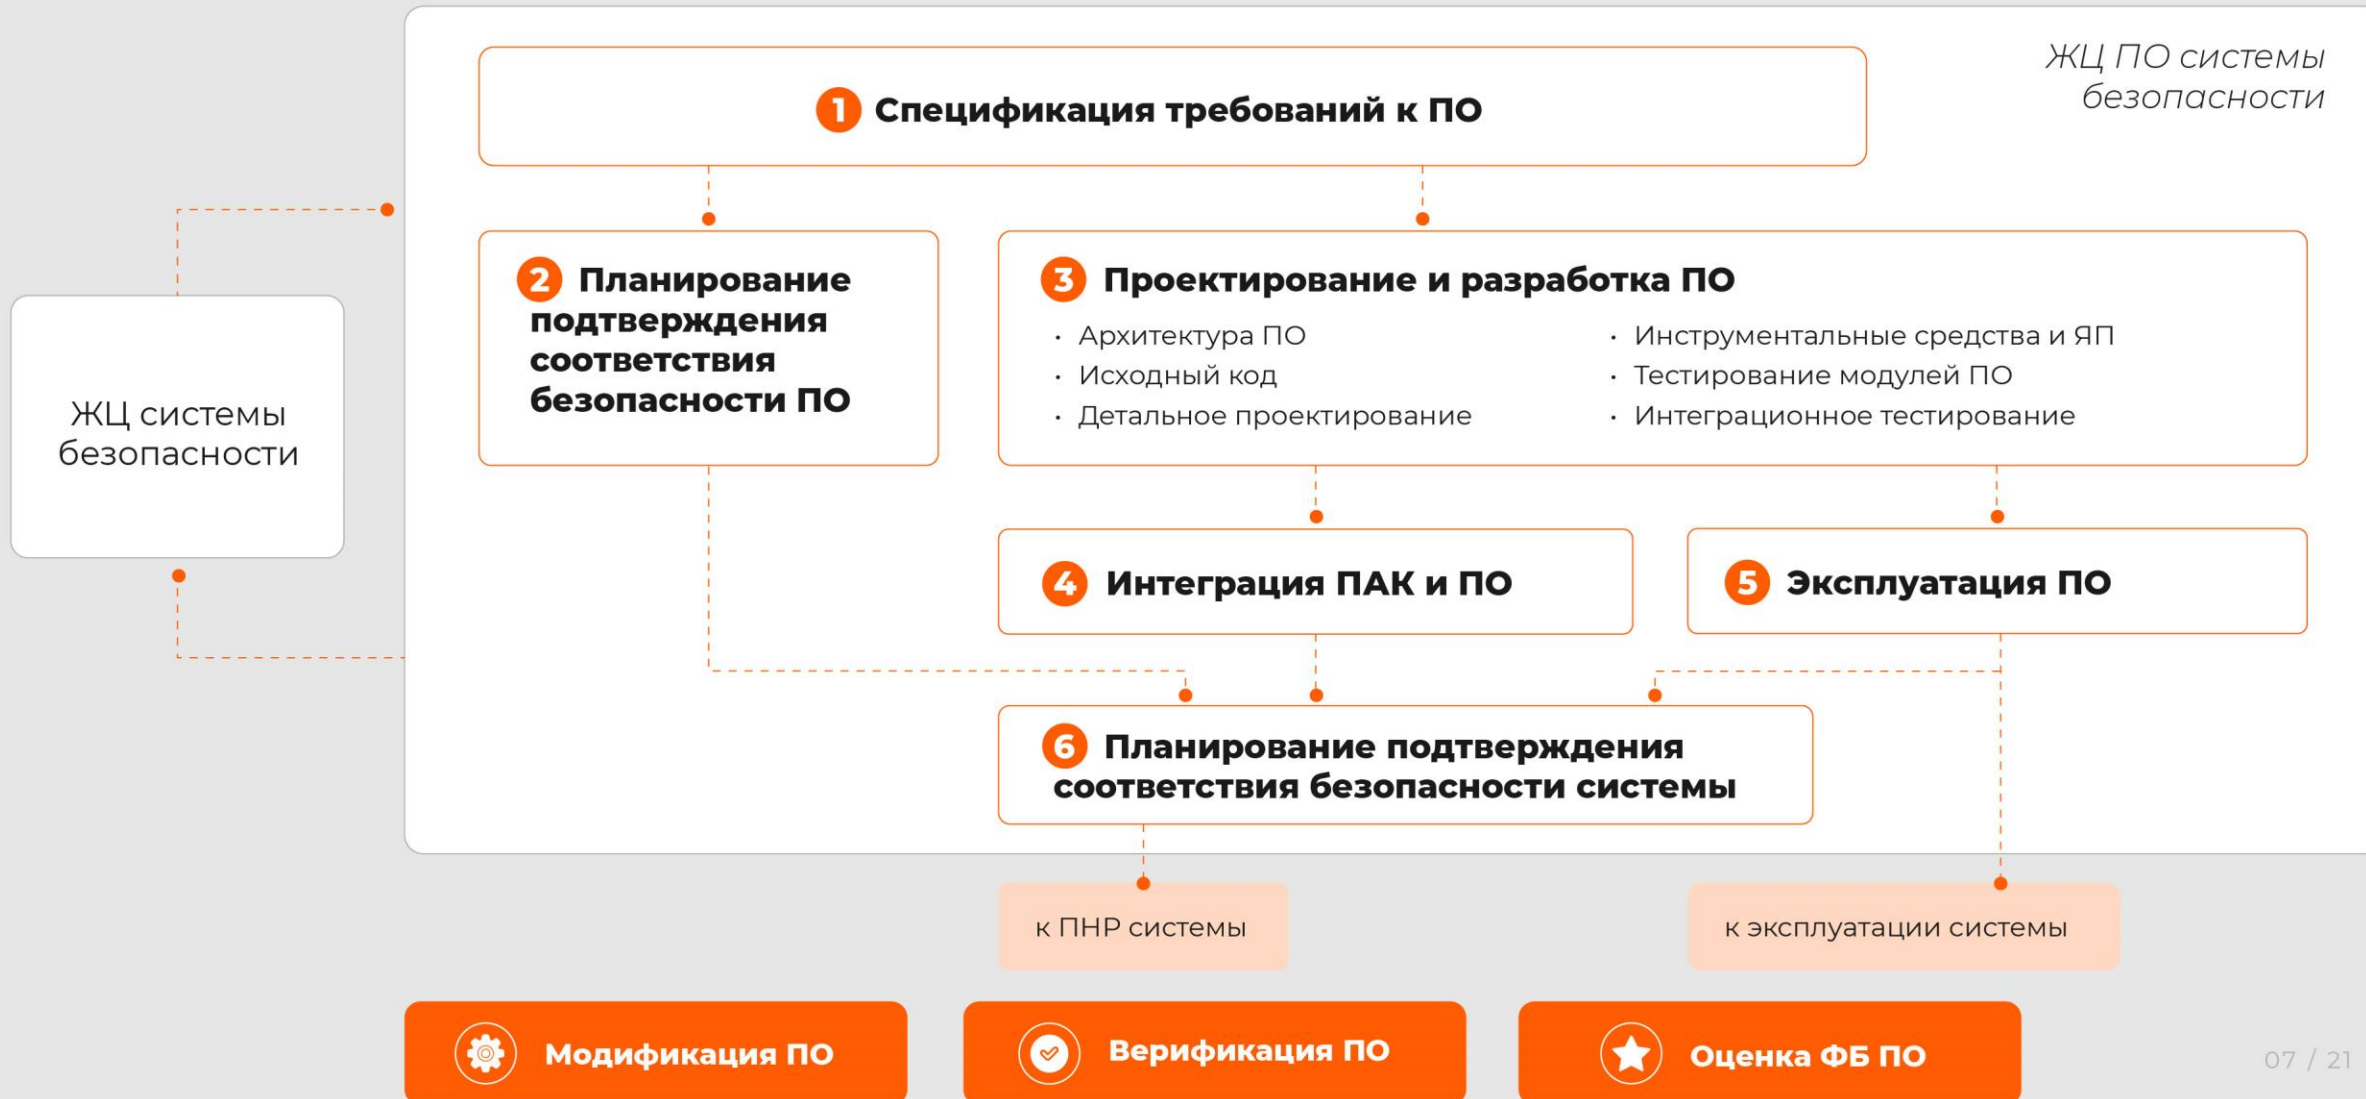 ЖЦ ПО системы
безопасности
1 Спецификация требований к ПО
ЖЦ системы
безопасности
2 Планирование
подтверждения
соответствия
безопасности ПО
3 Проектирование и разработка ПО
· Архитектура ПО
· Исходный код
· Детальное проектирование
· Инструментальные средства и ЯП
· Тестирование модулей ПО
· Интеграционное тестирование
4 Интеграция ПАК и ПО
5 Эксплуатация ПО
6 Планирование подтверждения
соответствия безопасности системы
к ПНР системы
к эксплуатации системы
Модификация ПО
Верификация ПО
Оценка ФБ ПО
07 / 21